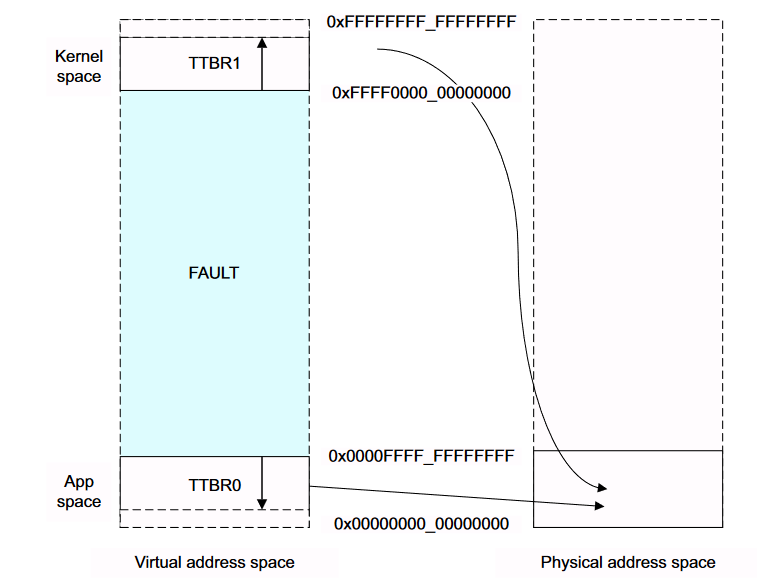 0xFFFFFFFF_FFFFFFFF
Kernel
space
TTBR1
0xFFFF0000_00000000
FAULT
0x0000FFFF_FFFFFFFF
App
space
TTBR0
0x00000000_00000000
Virtual address space
Physical address space